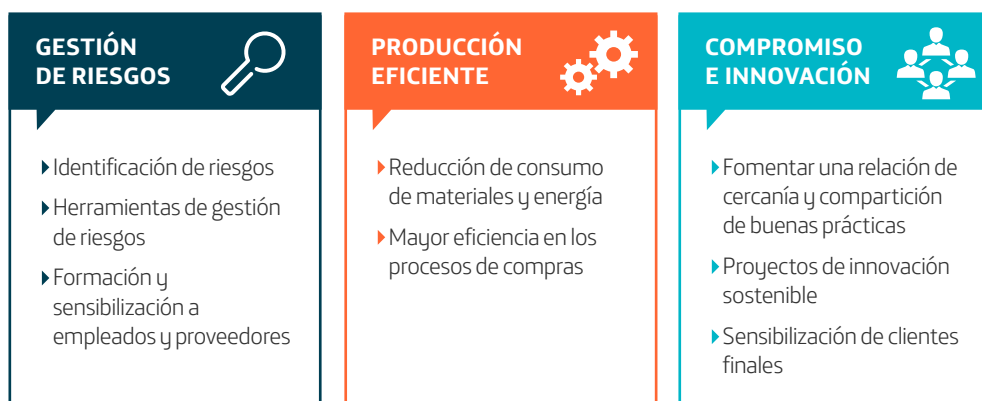 GESTIÓN
DE RIESGOS
Identificación de riesgos
Herramientas de gestión
de riesgos
Formación y
sensibilización a
empleados y proveedores
PRODUCCIÓN
EFICIENTE
Reducción de consumo
de materiales y energía
Mayor eficiencia en los
procesos de compras
COMPROMISO
E INNOVACIÓN
Fomentar una relación de
cercanía y compartición
de buenas prácticas
Proyectos de innovación
sostenible
Sensibilización de clientes
finales